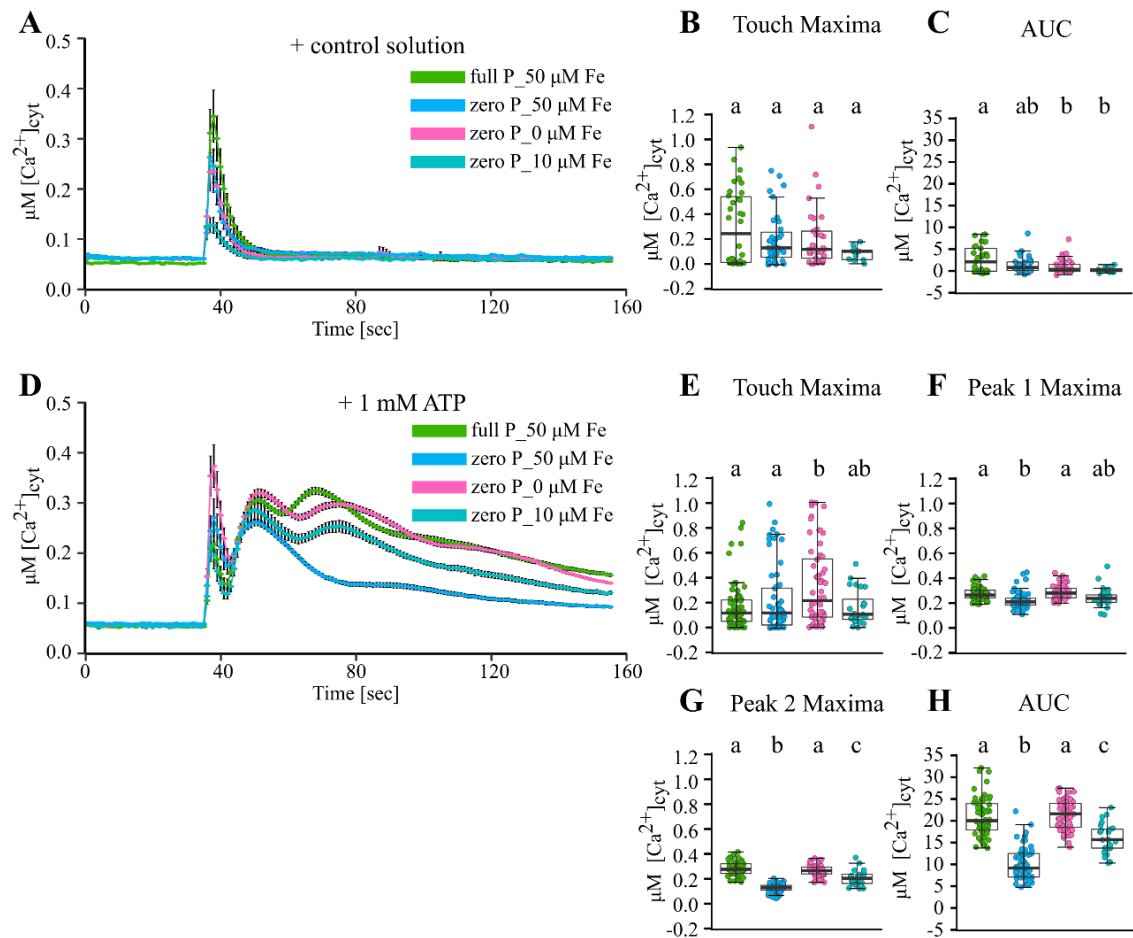 A
+ control solution
0.5
0.4
0.3
0.2
0.1
0.0
μM [Ca2+]cyt
full P_50 μM Fe
zero P_50 μM Fe
zero P_0 μM Fe
zero P_10 μM Fe
0 40 80 120 160
Time [sec]
B Touch Maxima
a a a a
1.2
1.0
0.8
0.6
0.4
0.2
0.0
-0.2
μM [Ca2+]cyt
C AUC
a ab b b
35
30
25
20
15
10
5
0
-5
μM [Ca2+]cyt
D
+ 1 mM ATP
0.5
0.4
0.3
0.2
0.1
0.0
μM [Ca2+]cyt
full P_50 μM Fe
zero P_50 μM Fe
zero P_0 μM Fe
zero P_10 μM Fe
0 40 80 120 160
Time [sec]
E Touch Maxima
a a b ab
1.2
1.0
0.8
0.6
0.4
0.2
0.0
-0.2
μM [Ca2+]cyt
F Peak 1 Maxima
a b a ab
1.2
1.0
0.8
0.6
0.4
0.2
0.0
-0.2
μM [Ca2+]cyt
G Peak 2 Maxima
a b a c
1.2
1.0
0.8
0.6
0.4
0.2
0.0
-0.2
μM [Ca2+]cyt
H AUC
a b a c
35
30
25
20
15
10
5
0
-5
μM [Ca2+]cyt